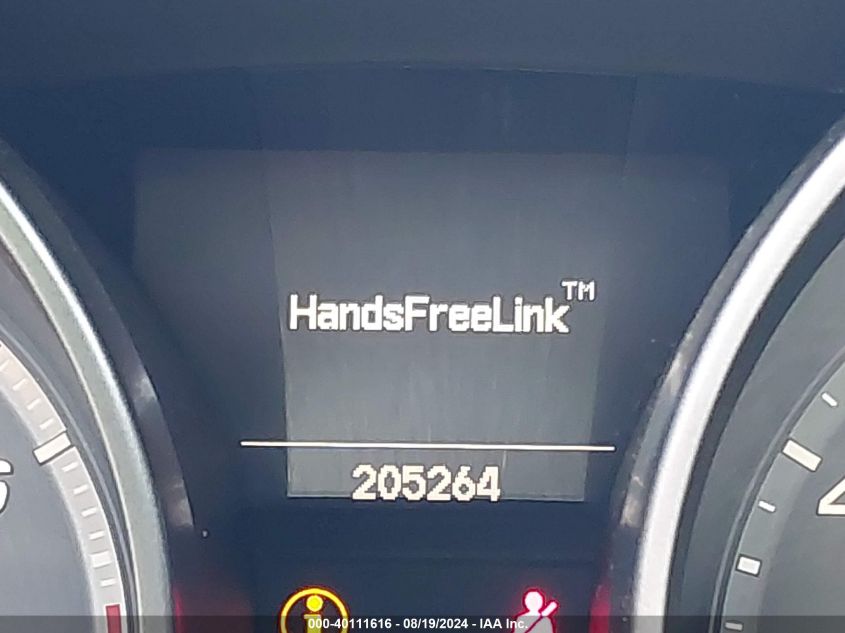 HandsFreeLink™
205264
000-40111616 - 08/19/2024 - IAA Inc.